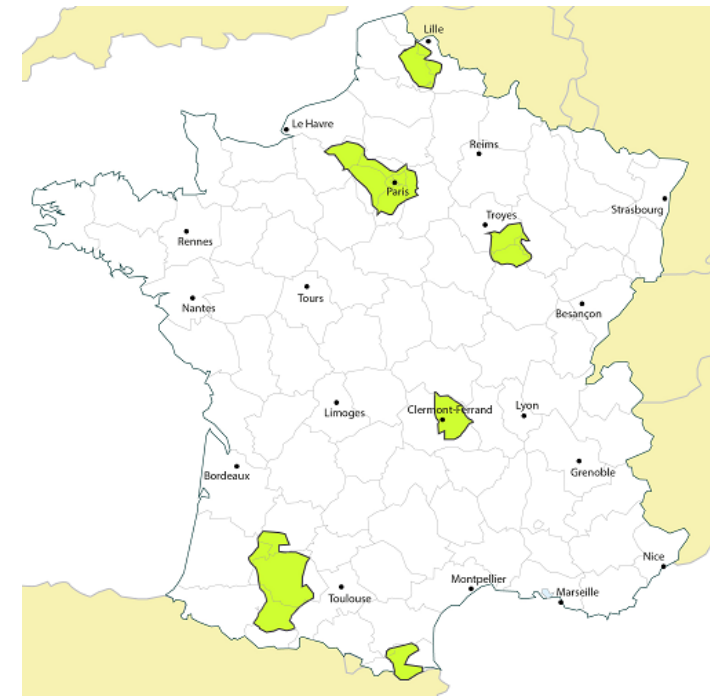 Lille
Le Havre
Reims
Paris
Strasbourg
Troyes
Rennes
Tours
Nantes
Besançon
Limoges
Clermont-Ferrand
Lyon
Bordeaux
Grenoble
Nice
Montpellier
Toulouse
Marseille